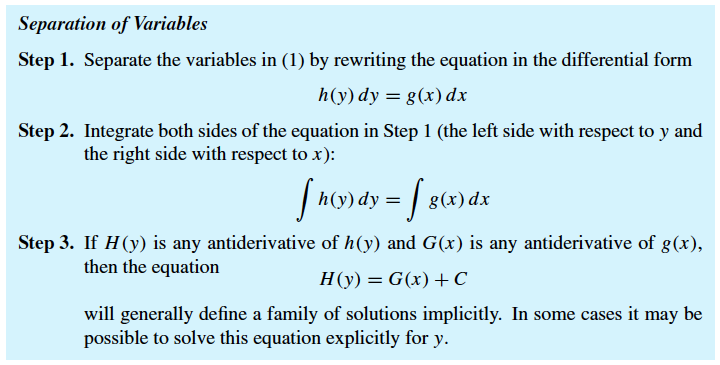 Separation of Variables
Step 1. Separate the variables in (1) by rewriting the equation in the differential form
h(y) dy = g(x) dx
Step 2. Integrate both sides of the equation in Step 1 (the left side with respect to y and
the right side with respect to x):
∫ h(y) dy = ∫ g(x) dx
Step 3. If H(y) is any antiderivative of h(y) and G(x) is any antiderivative of g(x),
then the equation
H(y) = G(x) + C
will generally define a family of solutions implicitly. In some cases it may be
possible to solve this equation explicitly for y.